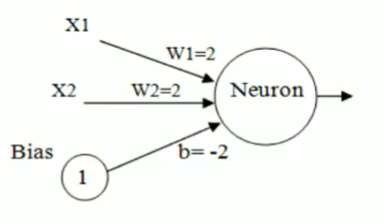 X1
W1=2
X2
W2=2
Neuron
Bias
1
b= -2